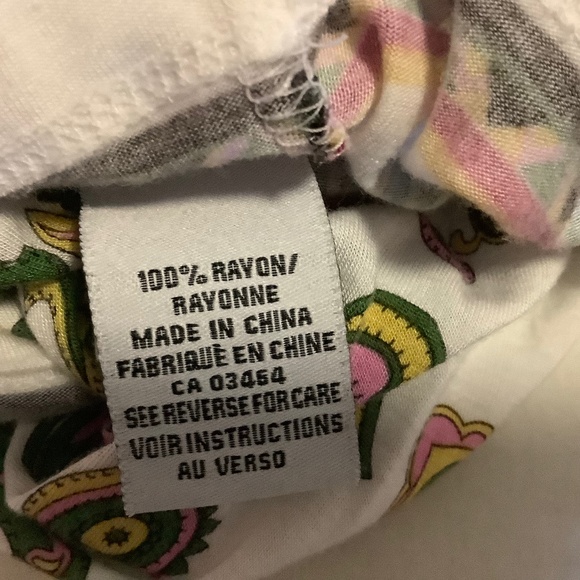 100% RAYON/
RAYONNE
MADE IN CHINA
FABRIQUÈ EN CHINE
CA 03464
SEE REVERSE FOR CARE
VOIR INSTRUCTIONS
AU VERSO